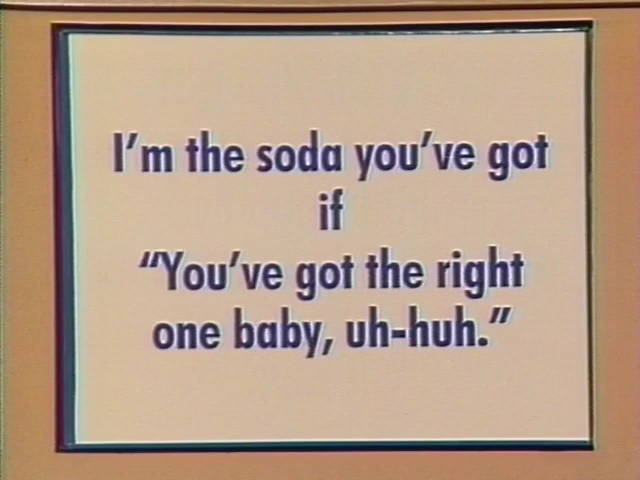 I'm the soda you've got
if
“You've got the right
one baby, uh-huh.”